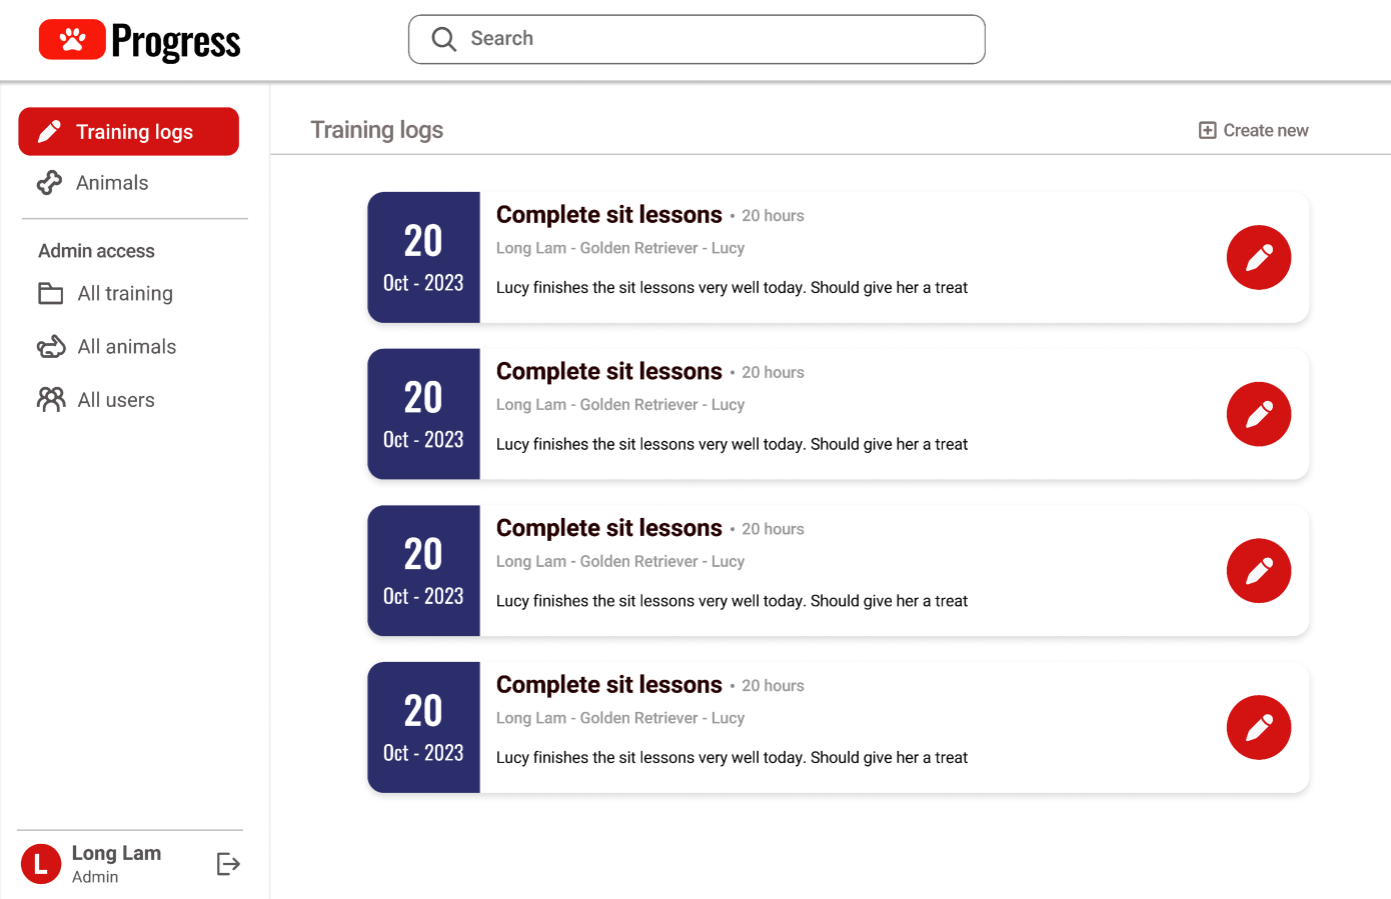 Progress
Search
Training logs
Animals
Admin access
All training
All animals
All users
L
Long Lam
Admin
Training logs
Create new
20
Oct - 2023
Complete sit lessons • 20 hours
Long Lam - Golden Retriever - Lucy
Lucy finishes the sit lessons very well today. Should give her a treat
20
Oct - 2023
Complete sit lessons • 20 hours
Long Lam - Golden Retriever - Lucy
Lucy finishes the sit lessons very well today. Should give her a treat
20
Oct - 2023
Complete sit lessons • 20 hours
Long Lam - Golden Retriever - Lucy
Lucy finishes the sit lessons very well today. Should give her a treat
20
Oct - 2023
Complete sit lessons • 20 hours
Long Lam - Golden Retriever - Lucy
Lucy finishes the sit lessons very well today. Should give her a treat